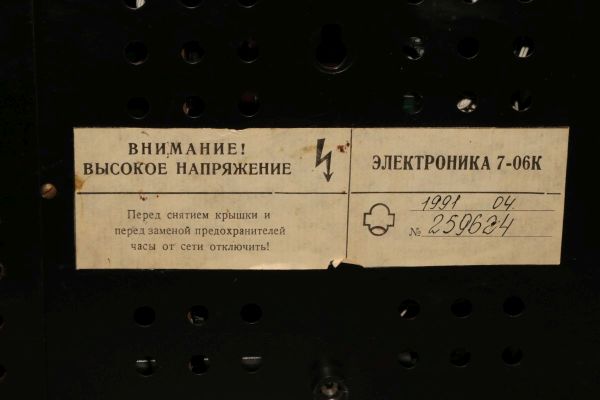 ВНИМАНИЕ!
ВЫСОКОЕ НАПРЯЖЕНИЕ
Перед снятием крышки и
перед заменой предохранителей
часы от сети отключить!
ЭЛЕКТРОНИКА 7-06К
1991 04
№ 259624